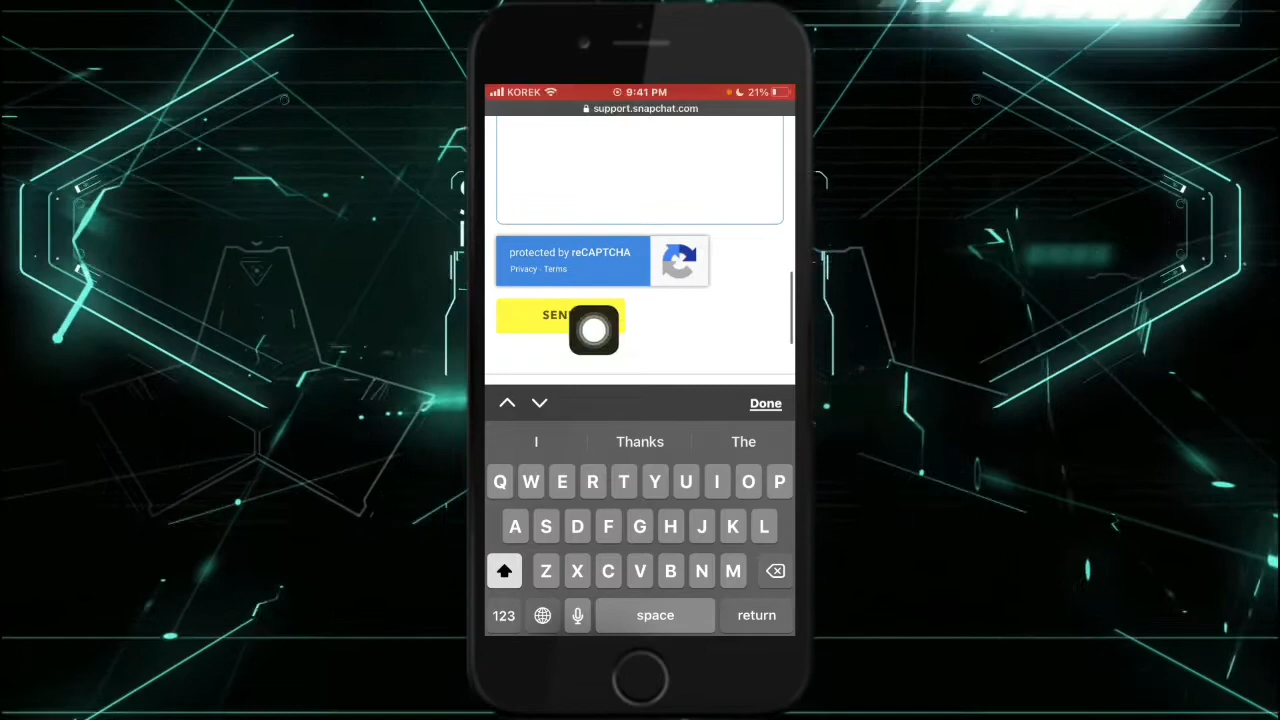 KOREK 9:41 PM 21%
support.snapchat.com
protected by reCAPTCHA
Privacy - Terms
SEN
Done
I Thanks The
Q W E R T Y U I O P
A S D F G H J K L
Z X C V B N M
123 space return